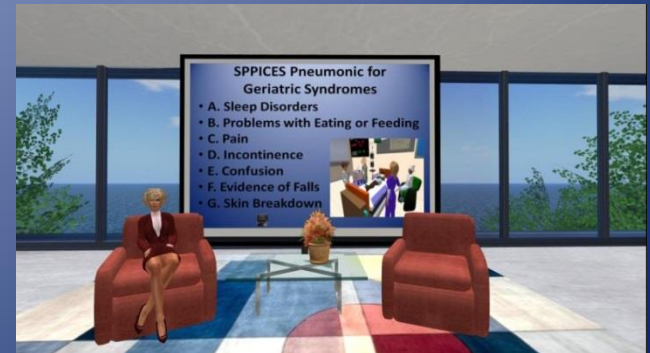 SPPICES Pneumonic for
Geriatric Syndromes
• A. Sleep Disorders
• B. Problems with Eating or Feeding
• C. Pain
• D. Incontinence
• E. Confusion
• F. Evidence of Falls
• G. Skin Breakdown